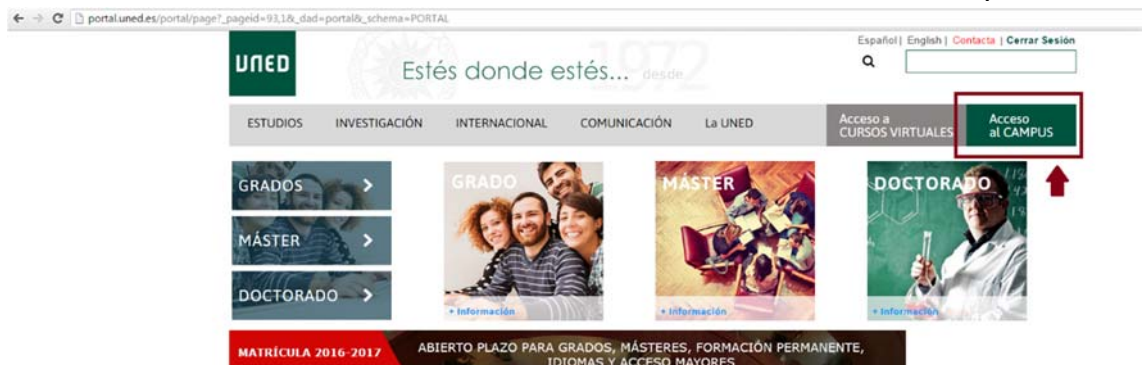 portal.uned.es/portal/page?_pageid=93,1&_dad=portal&_schema=PORTAL
Español | English | Contacta | Cerrar Sesión
UNED
Estés donde estés... desde 1972
ESTUDIOS INVESTIGACIÓN INTERNACIONAL COMUNICACIÓN La UNED
Acceso a
CURSOS VIRTUALES
Acceso
al CAMPUS
GRADOS
MÁSTER
DOCTORADO
GRADO
+ Información
MÁSTER
+ Información
DOCTORADO
+ Información
MATRÍCULA 2016-2017
ABIERTO PLAZO PARA GRADOS, MÁSTERES, FORMACIÓN PERMANENTE,
IDIOMAS Y ACCESO MAYORES